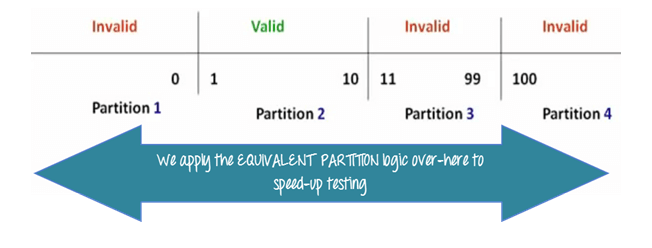 Invalid Valid Invalid Invalid
0 1 10 11 99 100
Partition 1 Partition 2 Partition 3 Partition 4
We apply the EQUIVALENT PARTITION logic over-here to
speed-up testing